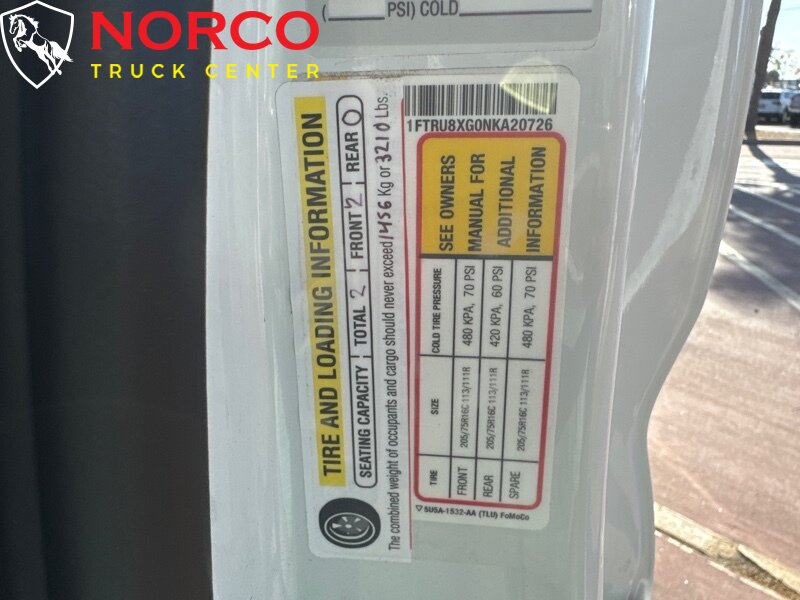 NORCO
TRUCK CENTER
(______PSI) COLD______
TIRE AND LOADING INFORMATION
SEATING CAPACITY | TOTAL 2 | FRONT 2 | REAR 0
The combined weight of occupants and cargo should never exceed 1456 Kg or 3210 Lbs.
1FTRU8XG0NKA20726
TIRE SIZE COLD TIRE PRESSURE
FRONT 205/75R16C 113/111R 480 KPA, 70 PSI
REAR 205/75R16C 113/111R 420 KPA, 60 PSI
SPARE 205/75R16C 113/111R 480 KPA, 70 PSI
SEE OWNERS
MANUAL FOR
ADDITIONAL
INFORMATION
▽ 5U5A-1532-AA (TLU) FoMoCo